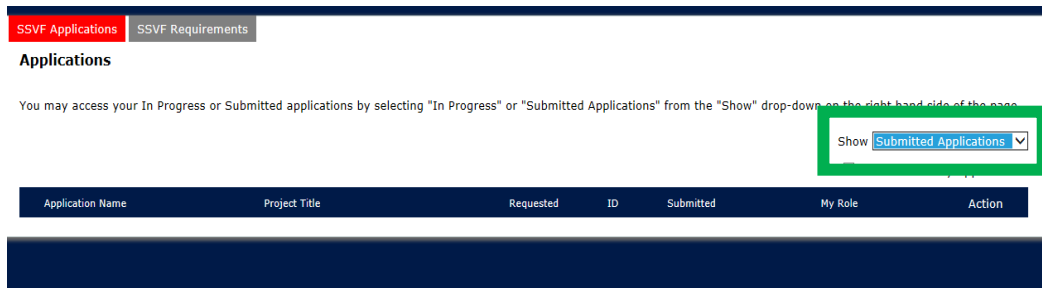 SSVF Applications SSVF Requirements
Applications
You may access your In Progress or Submitted applications by selecting "In Progress" or "Submitted Applications" from the "Show" drop-down on the right hand side of the page
Show Submitted Applications
Application Name Project Title Requested ID Submitted My Role Action